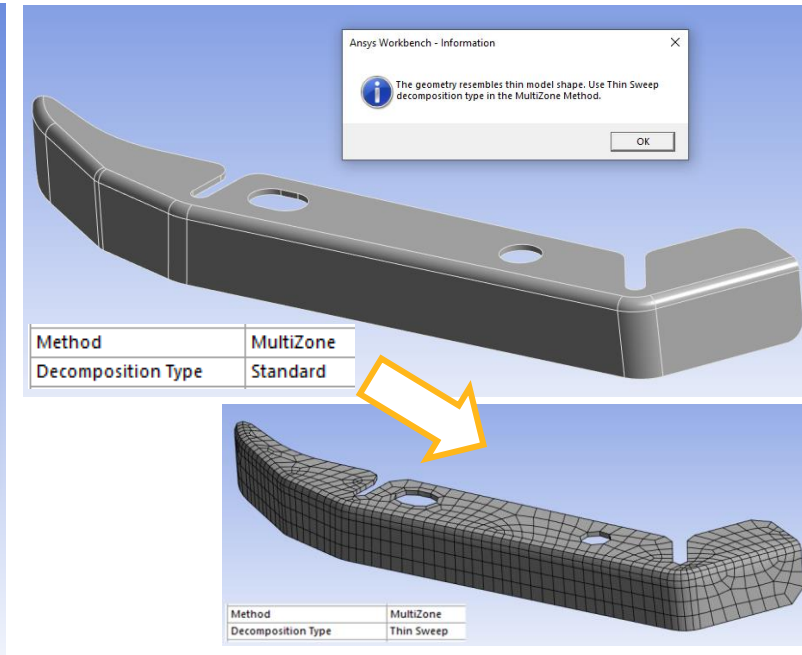 Ansys Workbench - Information
The geometry resembles thin model shape. Use Thin Sweep
decomposition type in the MultiZone Method.
OK
Method MultiZone
Decomposition Type Standard
Method MultiZone
Decomposition Type Thin Sweep